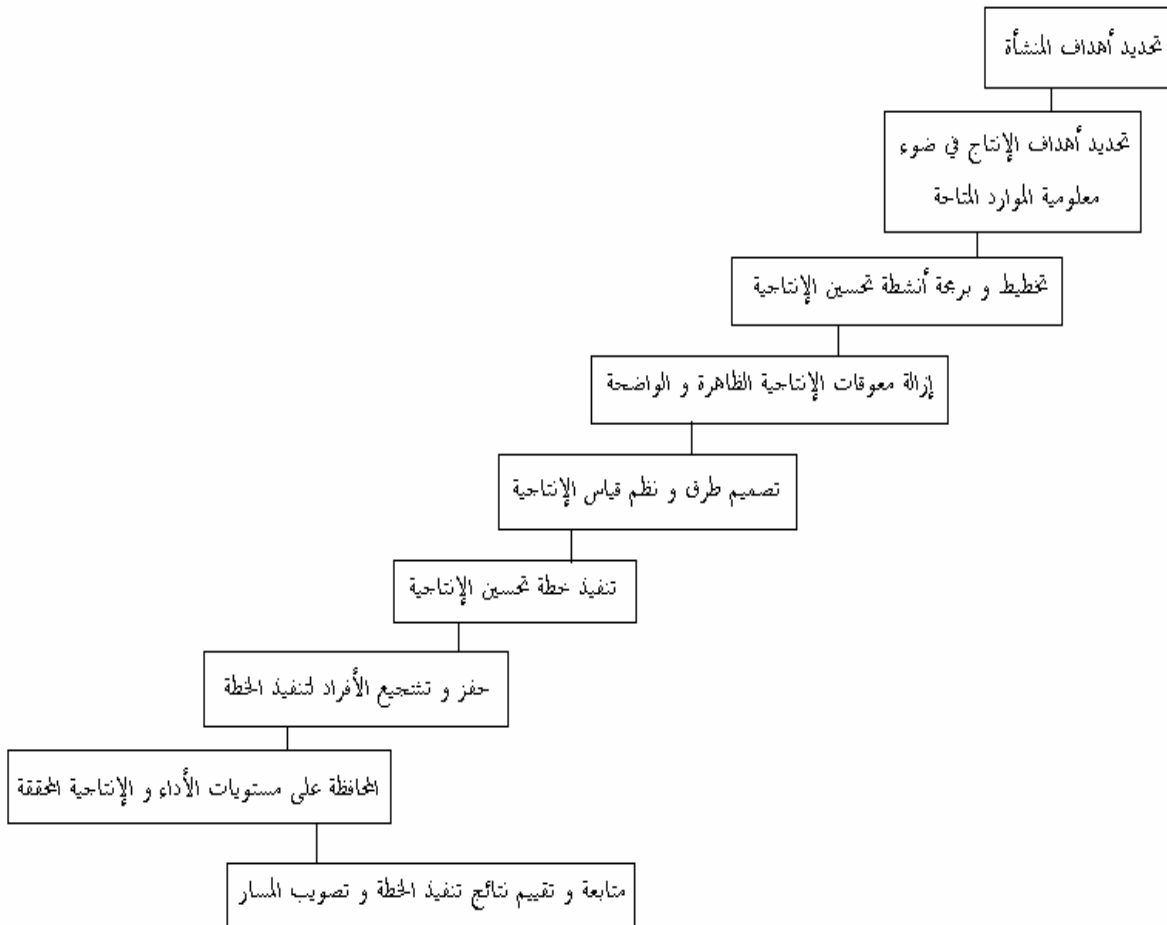 تحديد أهداف المنشأة
تحديد أهداف الإنتاج في ضوء
معلومية الموارد المتاحة
تخطيط و برمجة أنشطة تحسين الإنتاجية
إزالة معوقات الإنتاجية الظاهرة و الواضحة
تصميم طرق و نظم قياس الإنتاجية
تنفيذ خطة تحسين الإنتاجية
حفز و تشجيع الأفراد لتنفيذ الخطة
المحافظة على مستويات الأداء و الإنتاجية المحققة
متابعة و تقييم نتائج تنفيذ الخطة و تصويب المسار